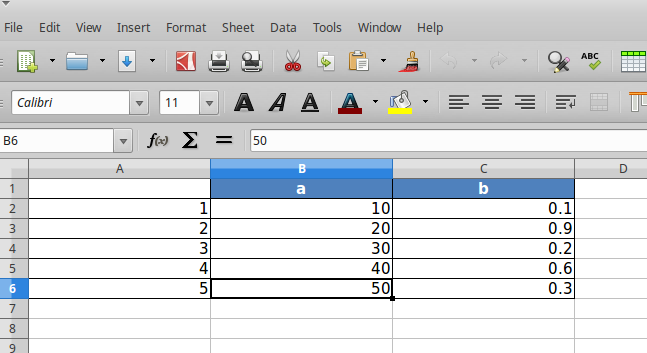 File Edit View Insert Format Sheet Data Tools Window Help
ABC
Calibri 11 A A A A
B6 f(x) Σ = 50
A B C D
1 a b
2 1 10 0.1
3 2 20 0.9
4 3 30 0.2
5 4 40 0.6
6 5 50 0.3
7
8
9